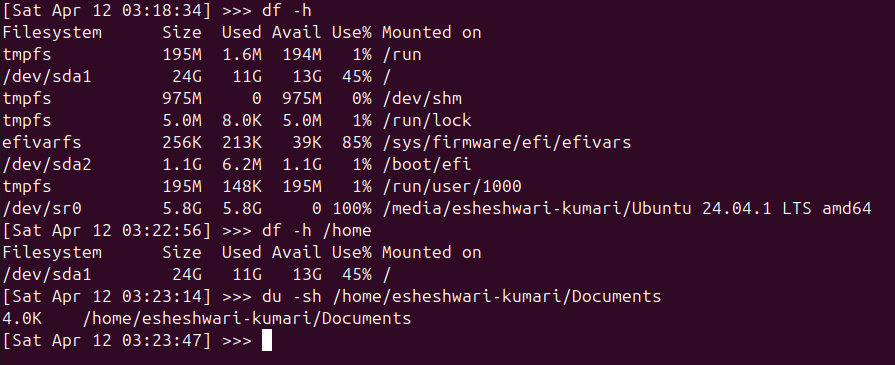 [Sat Apr 12 03:18:34] >>> df -h
Filesystem      Size  Used Avail Use% Mounted on
tmpfs           195M  1.6M  194M   1% /run
/dev/sda1        24G   11G   13G  45% /
tmpfs           975M     0  975M   0% /dev/shm
tmpfs           5.0M  8.0K  5.0M   1% /run/lock
efivarfs        256K  213K   39K  85% /sys/firmware/efi/efivars
/dev/sda2       1.1G  6.2M  1.1G   1% /boot/efi
tmpfs           195M  148K  195M   1% /run/user/1000
/dev/sr0        5.8G  5.8G     0 100% /media/esheshwari-kumari/Ubuntu 24.04.1 LTS amd64
[Sat Apr 12 03:22:56] >>> df -h /home
Filesystem      Size  Used Avail Use% Mounted on
/dev/sda1        24G   11G   13G  45% /
[Sat Apr 12 03:23:14] >>> du -sh /home/esheshwari-kumari/Documents
4.0K    /home/esheshwari-kumari/Documents
[Sat Apr 12 03:23:47] >>>